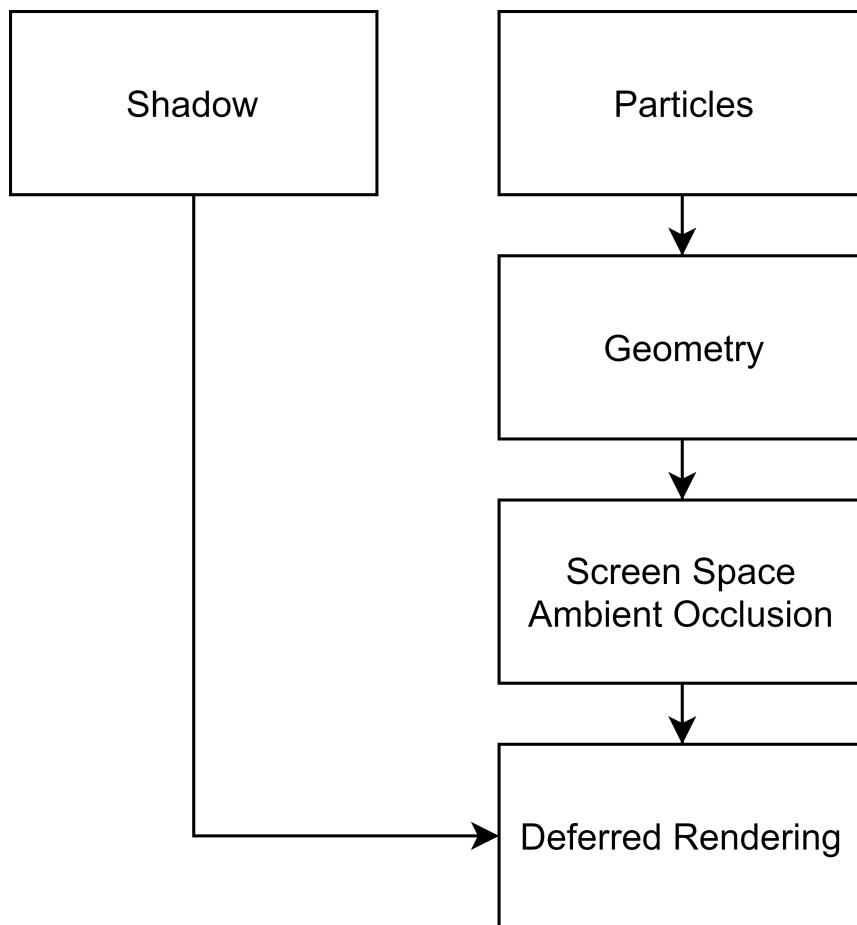 Shadow
Particles
Geometry
Screen Space
Ambient Occlusion
Deferred Rendering